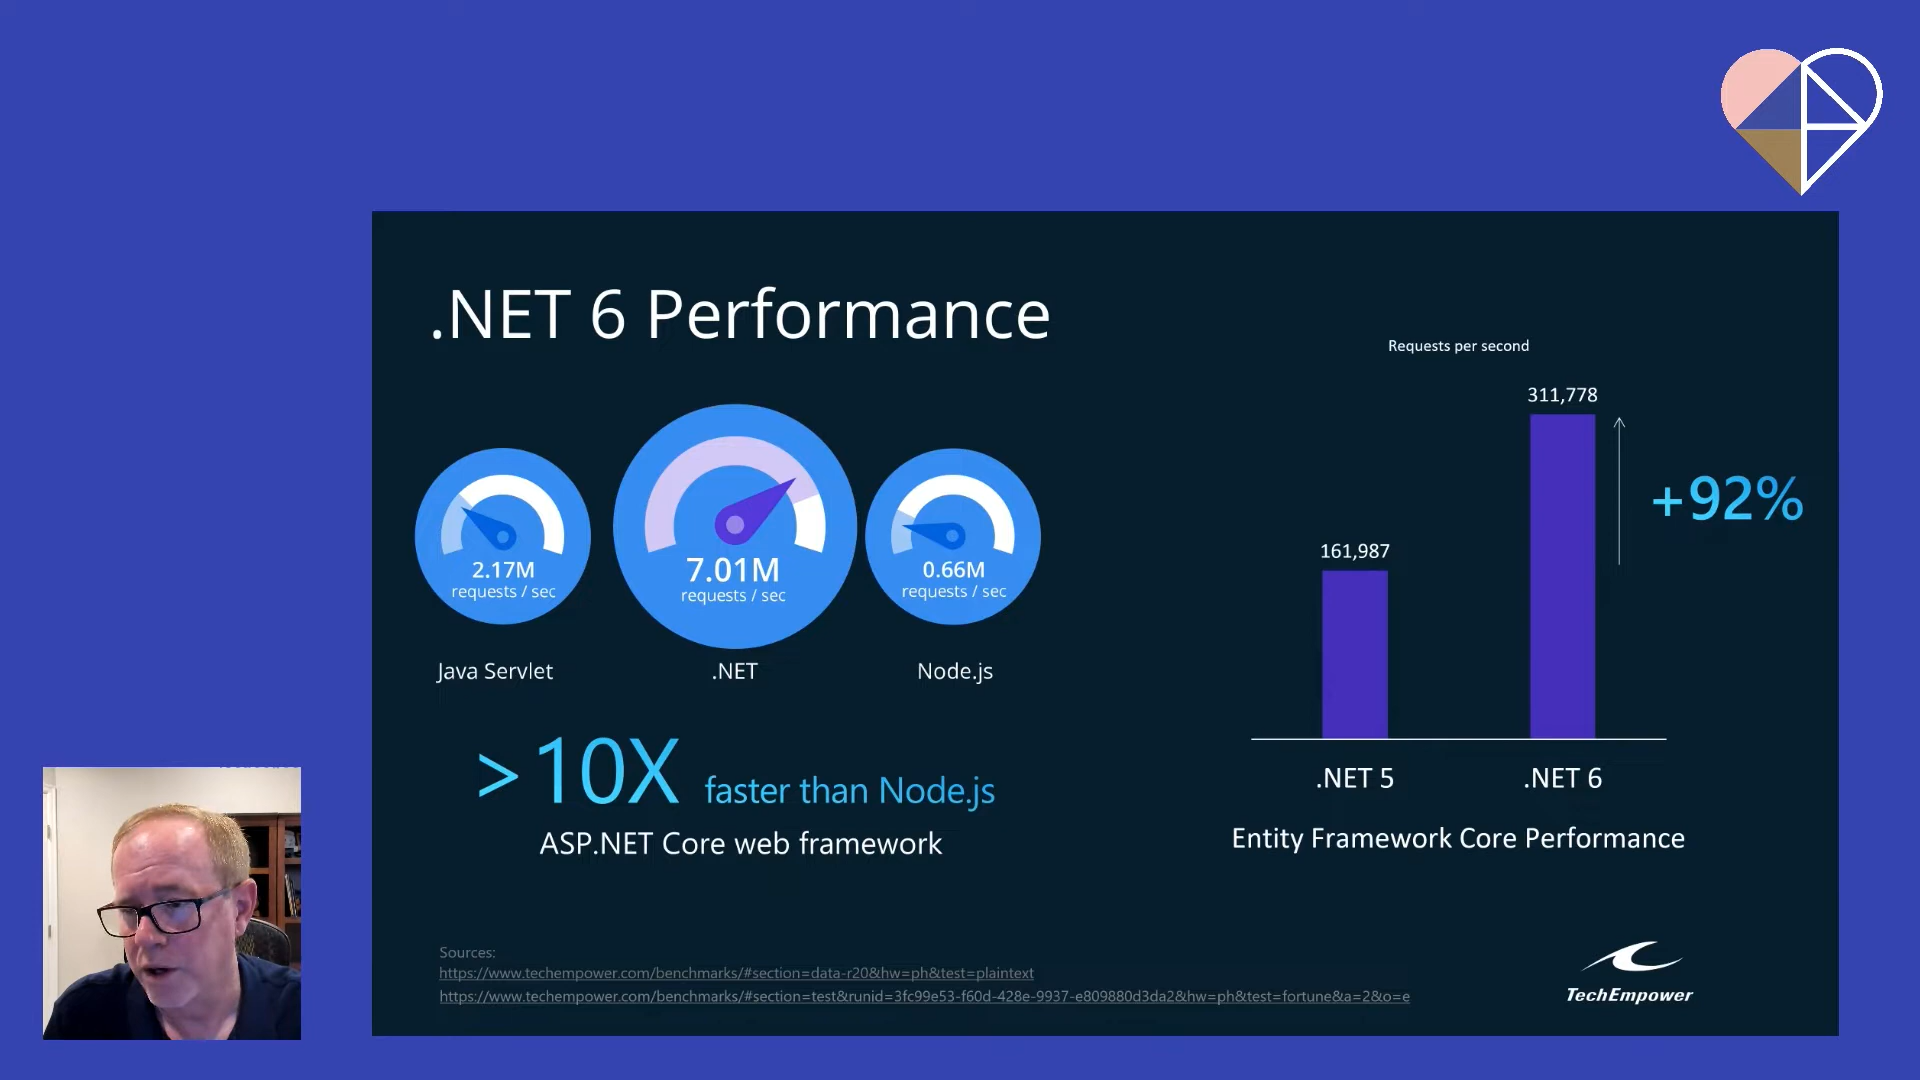 .NET 6 Performance
2.17M
requests / sec
Java Servlet
7.01M
requests / sec
.NET
0.66M
requests / sec
Node.js
>10X faster than Node.js
ASP.NET Core web framework
Requests per second
161,987
311,778
+92%
.NET 5
.NET 6
Entity Framework Core Performance
Sources:
https://www.techempower.com/benchmarks/#section=data-r20&hw=ph&test=plaintext
https://www.techempower.com/benchmarks/#section=test&runid=3fc99e53-f60d-428e-9937-e809880d3da2&hw=ph&test=fortune&a=2&o=e
TechEmpower